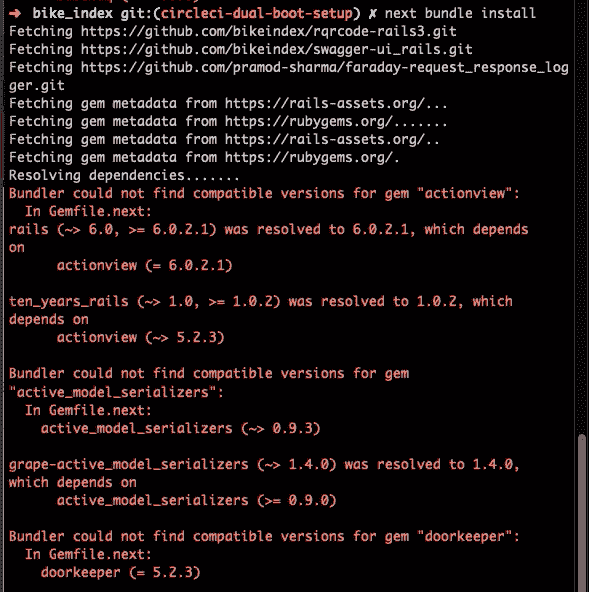 ➜ bike_index git:(circleci-dual-boot-setup) ✗ next bundle install
Fetching https://github.com/bikeindex/rqrcode-rails3.git
Fetching https://github.com/bikeindex/swagger-ui_rails.git
Fetching https://github.com/pramod-sharma/faraday-request_response_log
ger.git
Fetching gem metadata from https://rails-assets.org/...
Fetching gem metadata from https://rubygems.org/.......
Fetching gem metadata from https://rails-assets.org/..
Fetching gem metadata from https://rubygems.org/.
Resolving dependencies.......
Bundler could not find compatible versions for gem "actionview":
In Gemfile.next:
rails (~> 6.0, >= 6.0.2.1) was resolved to 6.0.2.1, which depends
on
actionview (= 6.0.2.1)
ten_years_rails (~> 1.0, >= 1.0.2) was resolved to 1.0.2, which
depends on
actionview (~> 5.2.3)
Bundler could not find compatible versions for gem
"active_model_serializers":
In Gemfile.next:
active_model_serializers (~> 0.9.3)
grape-active_model_serializers (~> 1.4.0) was resolved to 1.4.0,
which depends on
active_model_serializers (>= 0.9.0)
Bundler could not find compatible versions for gem "doorkeeper":
In Gemfile.next:
doorkeeper (= 5.2.3)